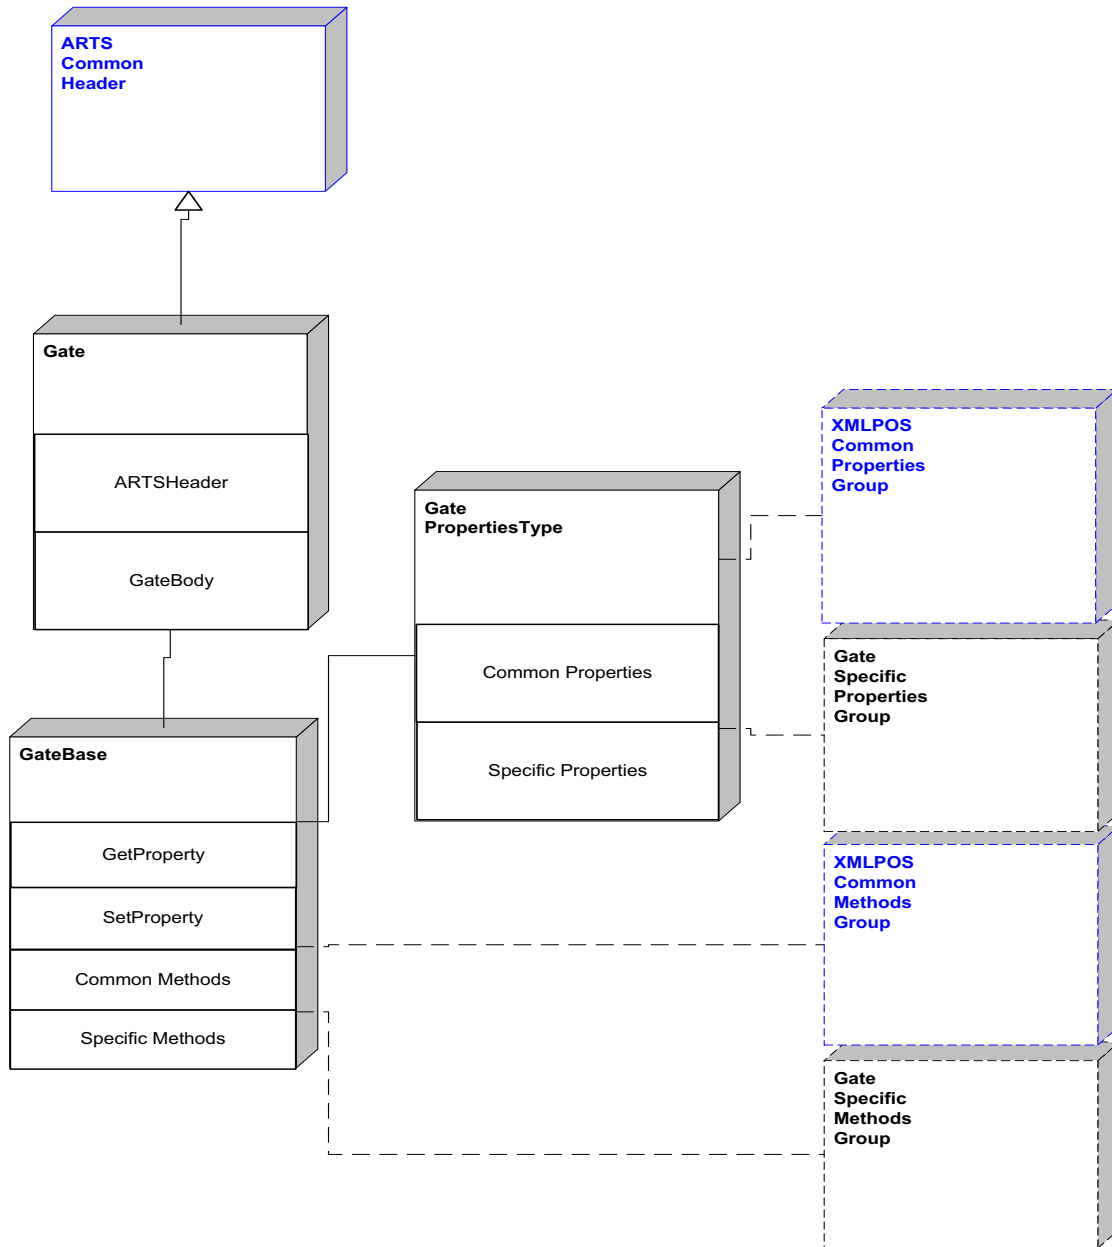 ARTS
Common
Header
Gate
ARTSHeader
GateBody
GateBase
GetProperty
SetProperty
Common Methods
Specific Methods
Gate
PropertiesType
Common Properties
Specific Properties
XMLPOS
Common
Properties
Group
Gate
Specific
Properties
Group
XMLPOS
Common
Methods
Group
Gate
Specific
Methods
Group